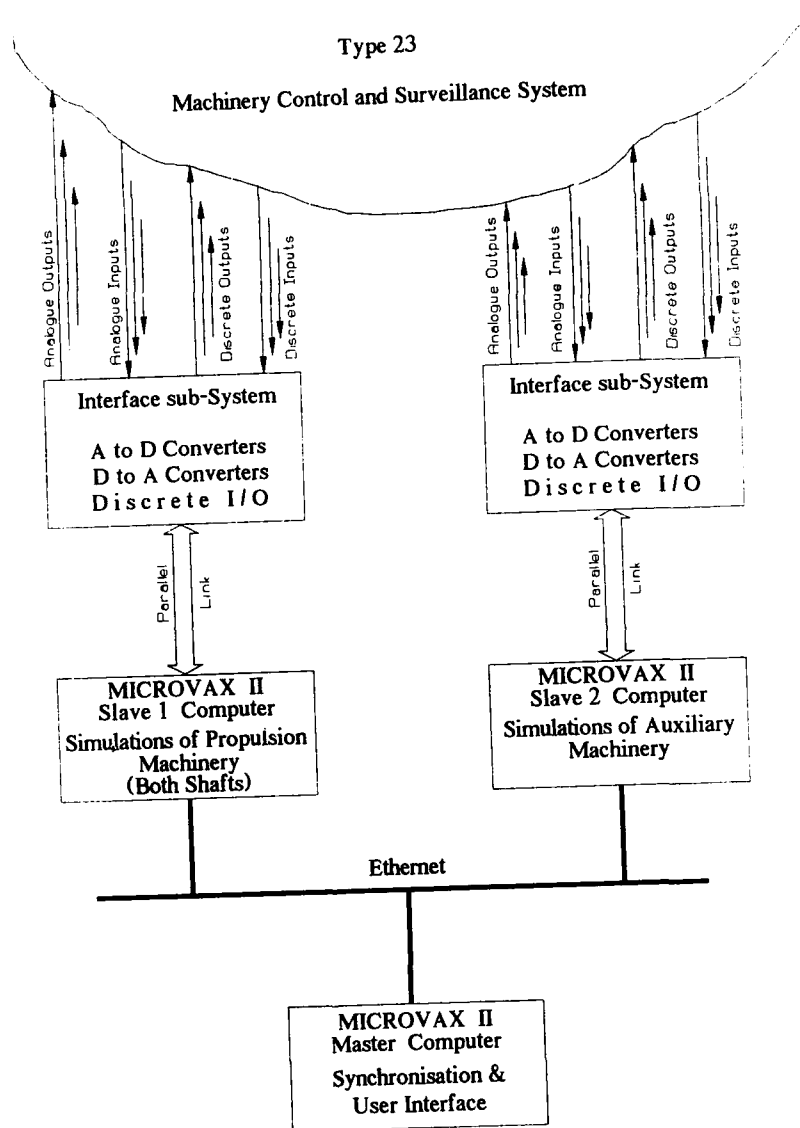 Type 23
Machinery Control and Surveillance System
Analogue Outputs
Analogue Inputs
Discrete Outputs
Discrete Inputs
Analogue Outputs
Analogue Inputs
Discrete Outputs
Discrete Inputs
Interface sub-System
A to D Converters
D to A Converters
Discrete I/O
Interface sub-System
A to D Converters
D to A Converters
Discrete I/O
Parallel
Link
Parallel
Link
MICROVAX II
Slave 1 Computer
Simulations of Propulsion
Machinery
(Both Shafts)
MICROVAX II
Slave 2 Computer
Simulations of Auxiliary
Machinery
Ethernet
MICROVAX II
Master Computer
Synchronisation &
User Interface